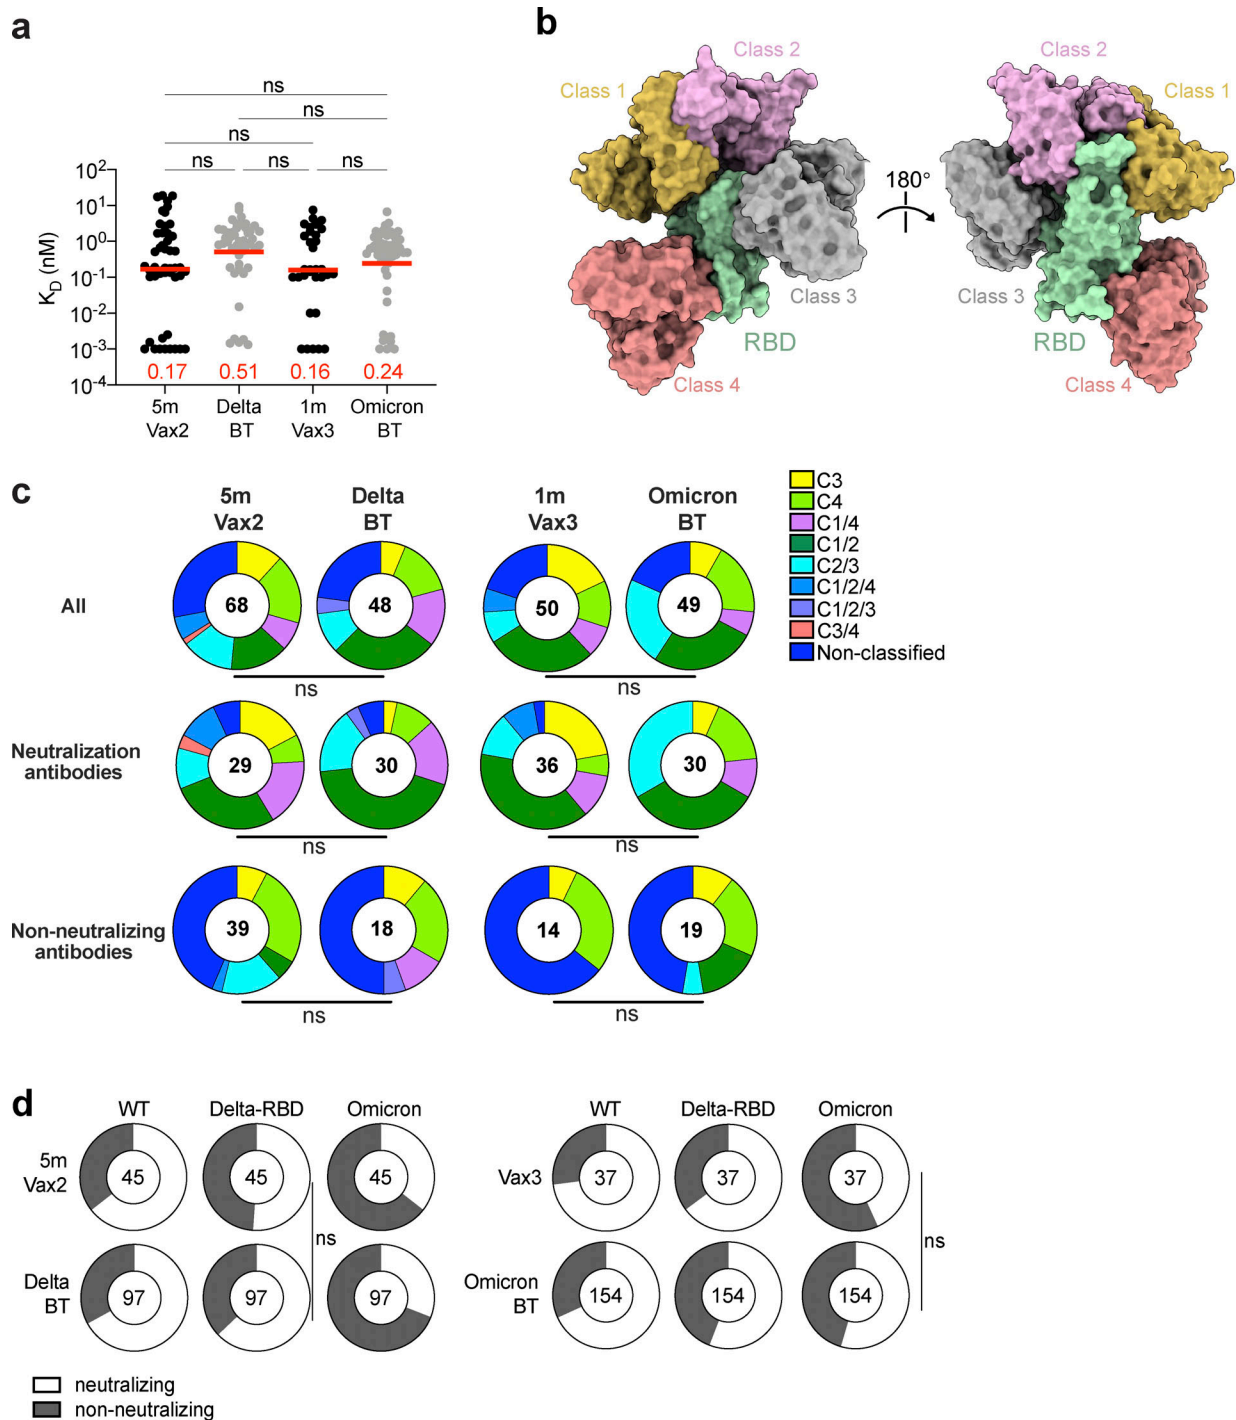 a
ns
ns
ns
ns ns ns
10²
10¹
10⁰
10⁻¹
10⁻²
10⁻³
10⁻⁴
K_D (nM)
0.17 0.51 0.16 0.24
5m Delta 1m Omicron
Vax2 BT Vax3 BT
b
Class 2
Class 1
Class 3
RBD
Class 4
180°
Class 2
Class 1
Class 3
RBD
Class 4
c
5m Delta 1m Omicron
Vax2 BT Vax3 BT
C3
C4
C1/4
C1/2
C2/3
C1/2/4
C1/2/3
C3/4
Non-classified
All 68 48 50 49
ns ns
Neutralization
antibodies
29 30 36 30
ns ns
Non-neutralizing
antibodies
39 18 14 19
ns ns
d
WT Delta-RBD Omicron
5m
Vax2
45 45 45
ns
Delta
BT
97 97 97
WT Delta-RBD Omicron
Vax3 37 37 37
ns
Omicron
BT
154 154 154
neutralizing
non-neutralizing